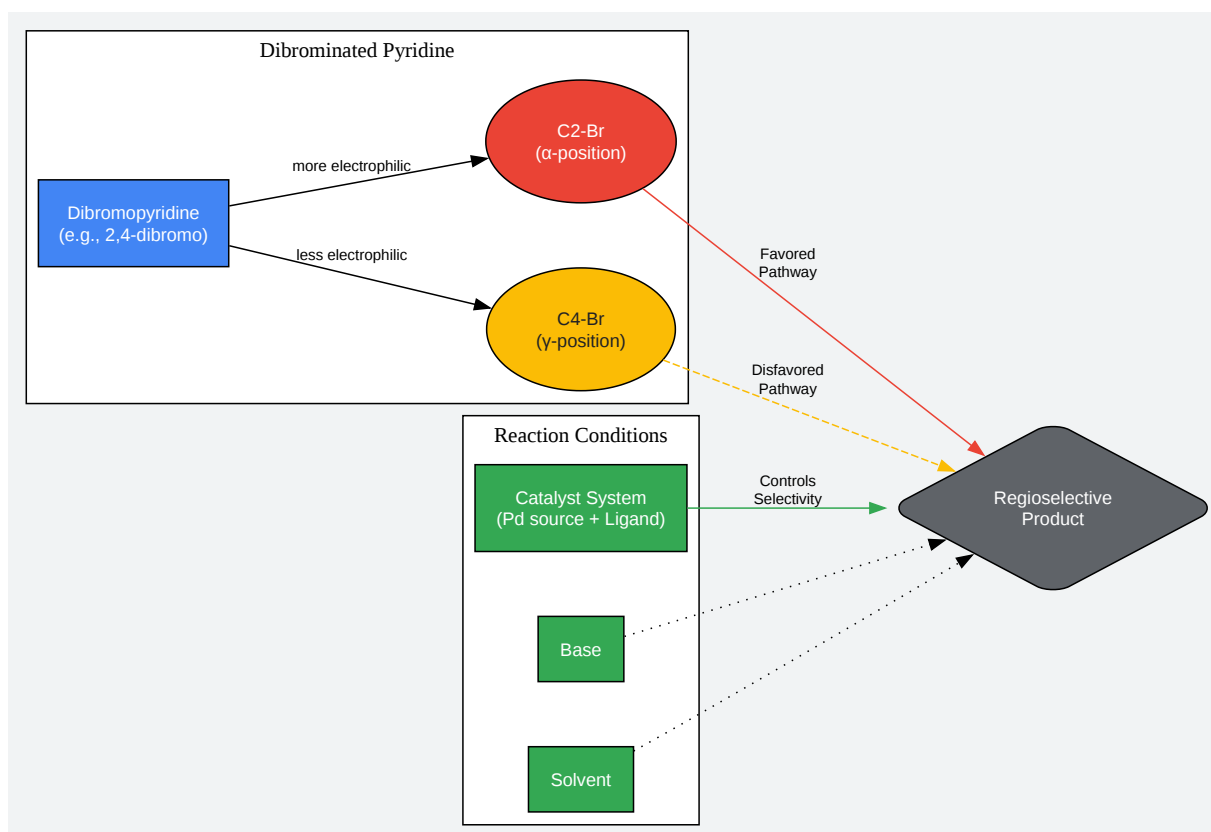 Dibrominated Pyridine
C2-Br
(α-position)
more electrophilic
Dibromopyridine
(e.g., 2,4-dibromo)
less electrophilic
Favored
Pathway
C4-Br
(γ-position)
Disfavored
Pathway
Reaction Conditions
Catalyst System
(Pd source + Ligand)
Controls
Selectivity
Regioselective
Product
Base
Solvent